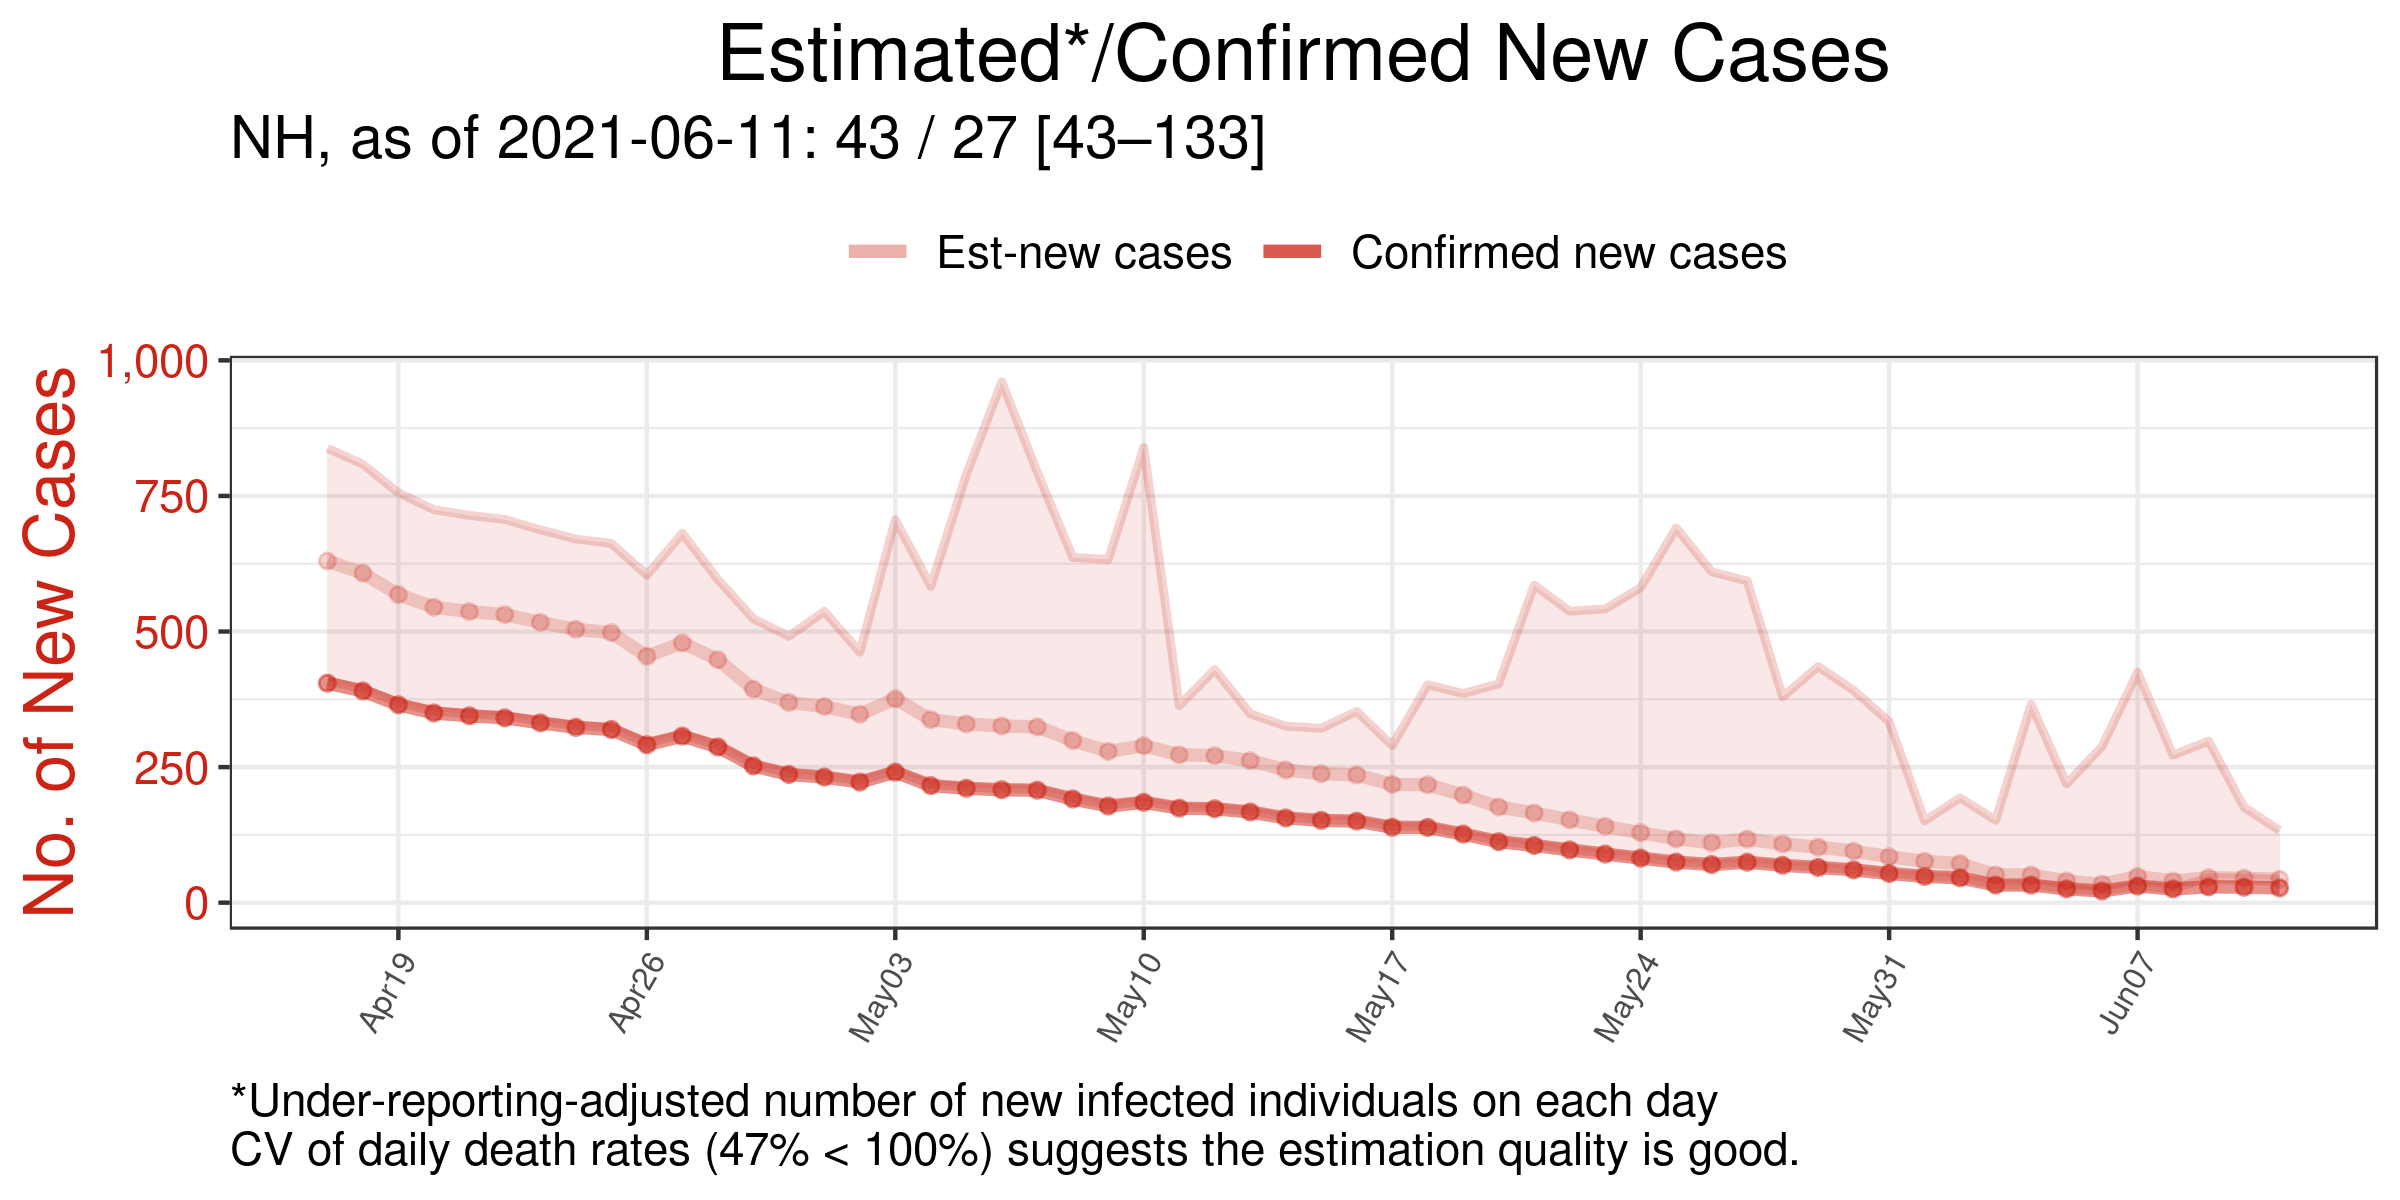 Estimated*/Confirmed New Cases
NH, as of 2021-06-11: 43 / 27 [43–133]
Est-new cases Confirmed new cases
No. of New Cases
1,000
750
500
250
0
Apr19 Apr26 May03 May10 May17 May24 May31 Jun07
*Under-reporting-adjusted number of new infected individuals on each day
CV of daily death rates (47% < 100%) suggests the estimation quality is good.